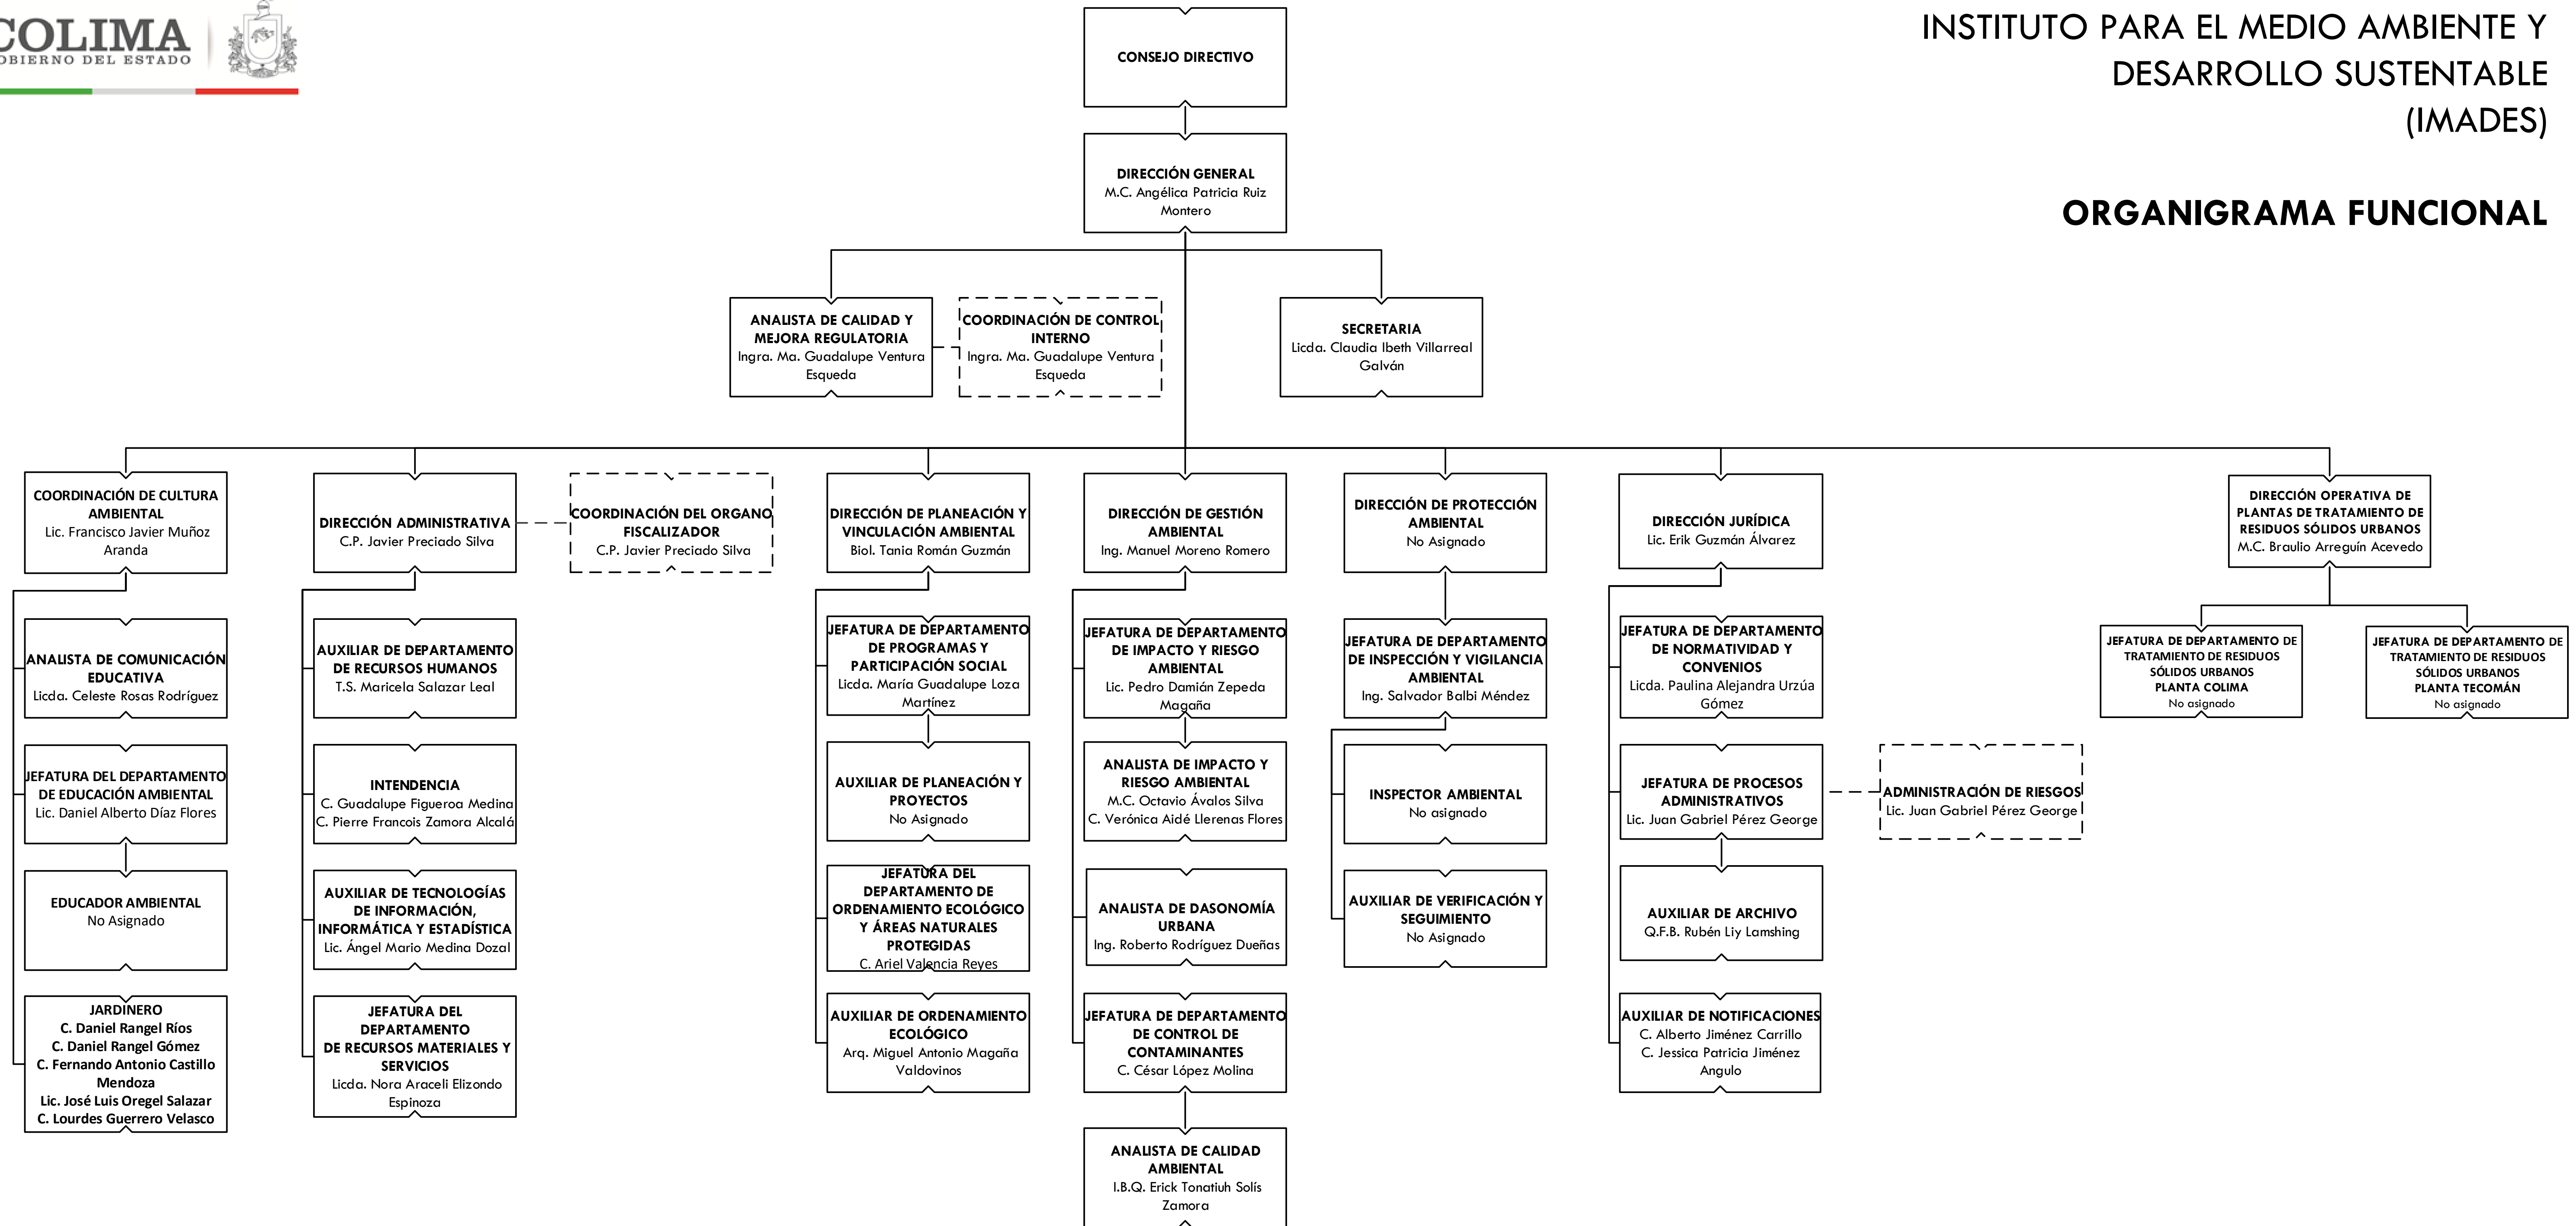 COLIMA
GOBIERNO DEL ESTADO
INSTITUTO PARA EL MEDIO AMBIENTE Y
DESARROLLO SUSTENTABLE
(IMADES)
ORGANIGRAMA FUNCIONAL
CONSEJO DIRECTIVO
DIRECCIÓN GENERAL
M.C. Angélica Patricia Ruiz
Montero
ANALISTA DE CALIDAD Y
MEJORA REGULATORIA
Ingra. Ma. Guadalupe Ventura
Esqueda
COORDINACIÓN DE CONTROL
INTERNO
Ingra. Ma. Guadalupe Ventura
Esqueda
SECRETARIA
Licda. Claudia Ibeth Villarreal
Galván
COORDINACIÓN DE CULTURA
AMBIENTAL
Lic. Francisco Javier Muñoz
Aranda
ANALISTA DE COMUNICACIÓN
EDUCATIVA
Licda. Celeste Rosas Rodríguez
JEFATURA DEL DEPARTAMENTO
DE EDUCACIÓN AMBIENTAL
Lic. Daniel Alberto Díaz Flores
EDUCADOR AMBIENTAL
No Asignado
JARDINERO
C. Daniel Rangel Ríos
C. Daniel Rangel Gómez
C. Fernando Antonio Castillo
Mendoza
Lic. José Luis Oregel Salazar
C. Lourdes Guerrero Velasco
DIRECCIÓN ADMINISTRATIVA
C.P. Javier Preciado Silva
COORDINACIÓN DEL ORGANO
FISCALIZADOR
C.P. Javier Preciado Silva
AUXILIAR DE DEPARTAMENTO
DE RECURSOS HUMANOS
T.S. Maricela Salazar Leal
INTENDENCIA
C. Guadalupe Figueroa Medina
C. Pierre Francois Zamora Alcalá
AUXILIAR DE TECNOLOGÍAS
DE INFORMACIÓN,
INFORMÁTICA Y ESTADÍSTICA
Lic. Ángel Mario Medina Dozal
JEFATURA DEL
DEPARTAMENTO
DE RECURSOS MATERIALES Y
SERVICIOS
Licda. Nora Araceli Elizondo
Espinoza
DIRECCIÓN DE PLANEACIÓN Y
VINCULACIÓN AMBIENTAL
Biol. Tania Román Guzmán
JEFATURA DE DEPARTAMENTO
DE PROGRAMAS Y
PARTICIPACIÓN SOCIAL
Licda. María Guadalupe Loza
Martínez
AUXILIAR DE PLANEACIÓN Y
PROYECTOS
No Asignado
JEFATURA DEL
DEPARTAMENTO DE
ORDENAMIENTO ECOLÓGICO
Y ÁREAS NATURALES
PROTEGIDAS
C. Ariel Valencia Reyes
AUXILIAR DE ORDENAMIENTO
ECOLÓGICO
Arq. Miguel Antonio Magaña
Valdovinos
DIRECCIÓN DE GESTIÓN
AMBIENTAL
Ing. Manuel Moreno Romero
JEFATURA DE DEPARTAMENTO
DE IMPACTO Y RIESGO
AMBIENTAL
Lic. Pedro Damián Zepeda
Magaña
ANALISTA DE IMPACTO Y
RIESGO AMBIENTAL
M.C. Octavio Ávalos Silva
C. Verónica Aidé Llerenas Flores
ANALISTA DE DASONOMÍA
URBANA
Ing. Roberto Rodríguez Dueñas
JEFATURA DE DEPARTAMENTO
DE CONTROL DE
CONTAMINANTES
C. César López Molina
ANALISTA DE CALIDAD
AMBIENTAL
I.B.Q. Erick Tonatiuh Solís
Zamora
DIRECCIÓN DE PROTECCIÓN
AMBIENTAL
No Asignado
JEFATURA DE DEPARTAMENTO
DE INSPECCIÓN Y VIGILANCIA
AMBIENTAL
Ing. Salvador Balbi Méndez
INSPECTOR AMBIENTAL
No asignado
AUXILIAR DE VERIFICACIÓN Y
SEGUIMIENTO
No Asignado
DIRECCIÓN JURÍDICA
Lic. Erik Guzmán Álvarez
JEFATURA DE DEPARTAMENTO
DE NORMATIVIDAD Y
CONVENIOS
Licda. Paulina Alejandra Urzúa
Gómez
JEFATURA DE PROCESOS
ADMINISTRATIVOS
Lic. Juan Gabriel Pérez George
ADMINISTRACIÓN DE RIESGOS
Lic. Juan Gabriel Pérez George
AUXILIAR DE ARCHIVO
Q.F.B. Rubén Liy Lamshing
AUXILIAR DE NOTIFICACIONES
C. Alberto Jiménez Carrillo
C. Jessica Patricia Jiménez
Angulo
DIRECCIÓN OPERATIVA DE
PLANTAS DE TRATAMIENTO DE
RESIDUOS SÓLIDOS URBANOS
M.C. Braulio Arreguín Acevedo
JEFATURA DE DEPARTAMENTO DE
TRATAMIENTO DE RESIDUOS
SÓLIDOS URBANOS
PLANTA COLIMA
No asignado
JEFATURA DE DEPARTAMENTO DE
TRATAMIENTO DE RESIDUOS
SÓLIDOS URBANOS
PLANTA TECOMÁN
No asignado